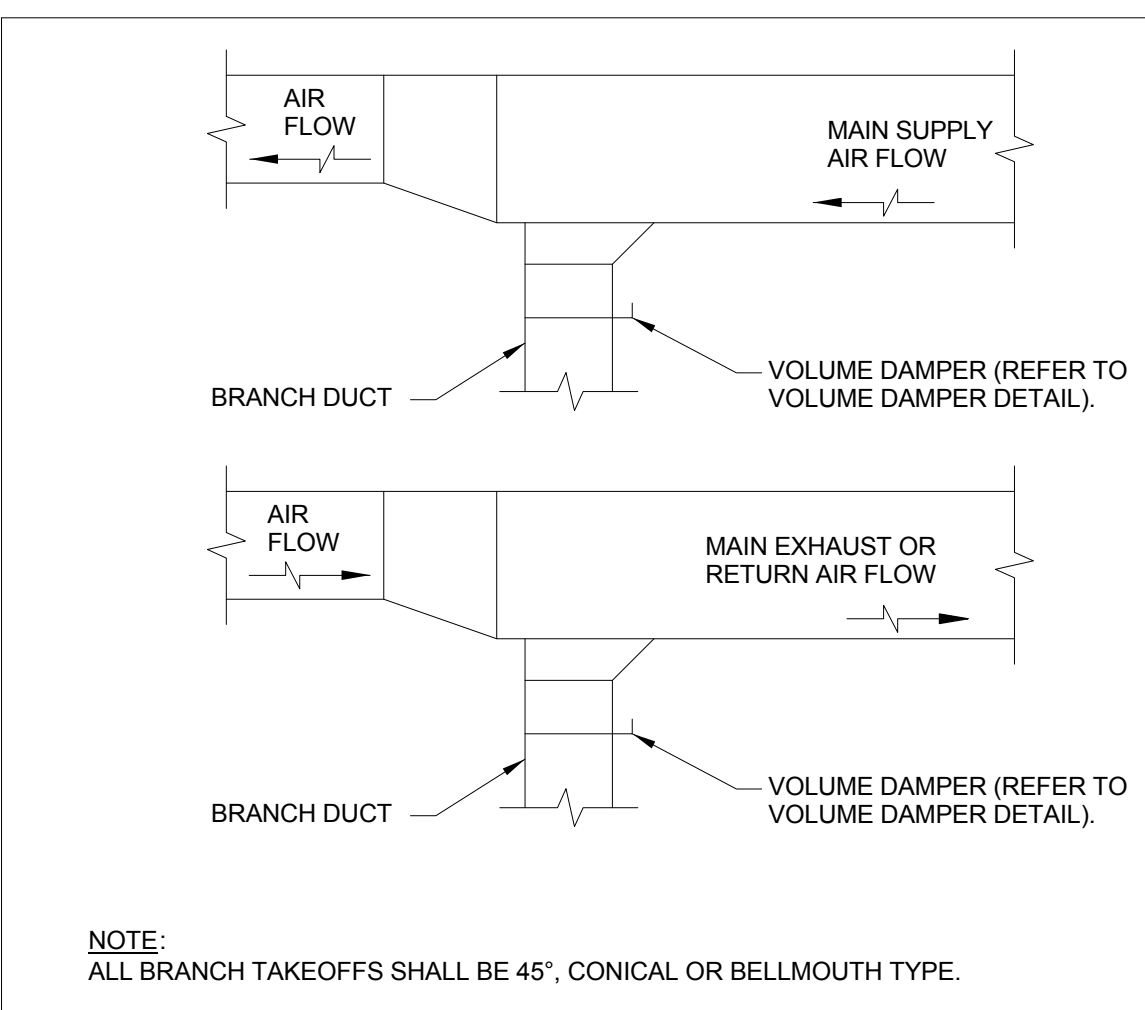 AIR
FLOW
MAIN SUPPLY
AIR FLOW
BRANCH DUCT
VOLUME DAMPER (REFER TO
VOLUME DAMPER DETAIL).
AIR
FLOW
MAIN EXHAUST OR
RETURN AIR FLOW
BRANCH DUCT
VOLUME DAMPER (REFER TO
VOLUME DAMPER DETAIL).
NOTE:
ALL BRANCH TAKEOFFS SHALL BE 45°, CONICAL OR BELLMOUTH TYPE.